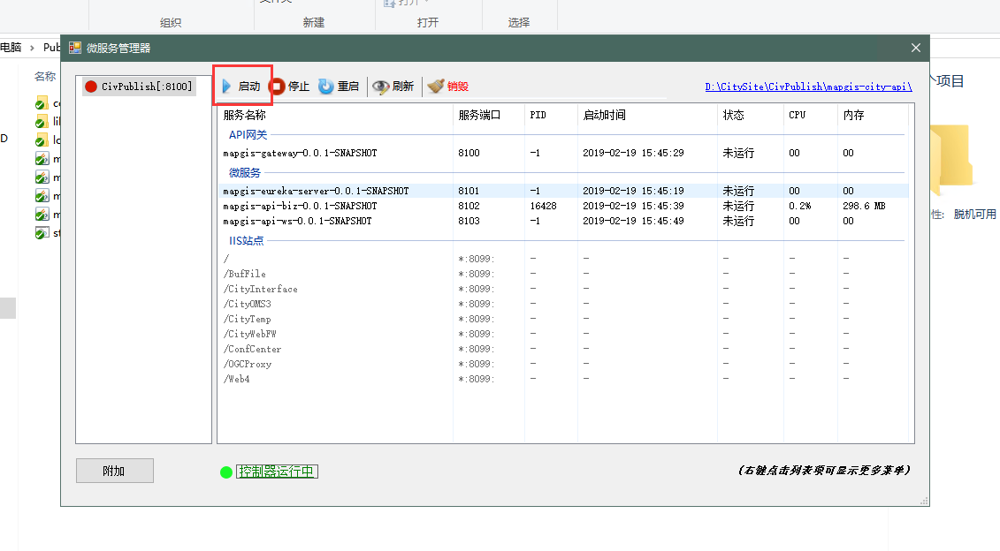 打开
组织
新建
打开
选择
电脑 › Pub
微服务管理器
名称
个项目
CivPublish[:8100]
启动 停止 重启 刷新 销毁
D:\CitySite\CivPublish\mapgis-city-api\
服务名称 服务端口 PID 启动时间 状态 CPU 内存
API网关
mapgis-gateway-0.0.1-SNAPSHOT 8100 -1 2019-02-19 15:45:29 未运行 00 00
微服务
mapgis-eureka-server-0.0.1-SNAPSHOT 8101 -1 2019-02-19 15:45:19 未运行 00 00
mapgis-api-biz-0.0.1-SNAPSHOT 8102 16428 2019-02-19 15:45:39 未运行 0.2% 298.6 MB
mapgis-api-ws-0.0.1-SNAPSHOT 8103 -1 2019-02-19 15:45:49 未运行 00 00
性: 脱机可用
IIS站点
/ *:8099: - - - - -
/BufFile *:8099: - - - - -
/CityInterface *:8099: - - - - -
/CityOMS3 *:8099: - - - - -
/CityTemp *:8099: - - - - -
/CityWebFW *:8099: - - - - -
/ConfCenter *:8099: - - - - -
/OGCProxy *:8099: - - - - -
/Web4 *:8099: - - - - -
附加
控制器运行中
(右键点击列表项可显示更多菜单)